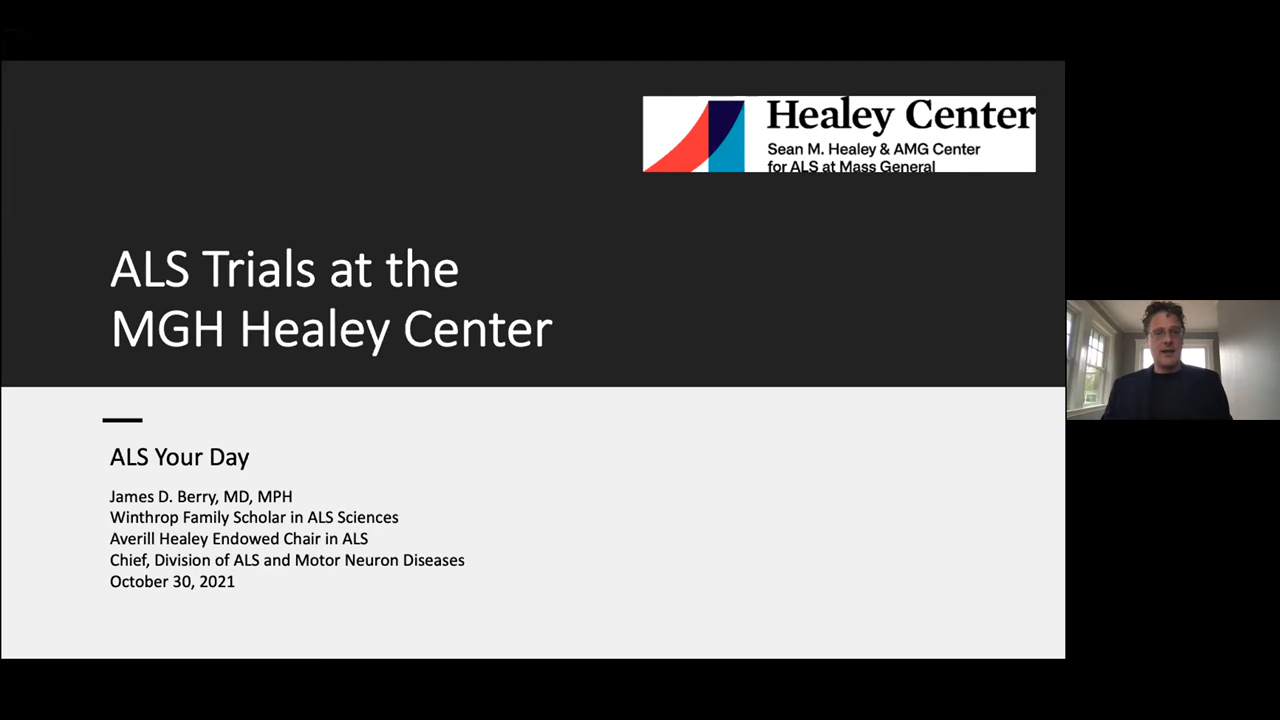 Healey Center
Sean M. Healey & AMG Center
for ALS at Mass General
ALS Trials at the
MGH Healey Center
ALS Your Day
James D. Berry, MD, MPH
Winthrop Family Scholar in ALS Sciences
Averill Healey Endowed Chair in ALS
Chief, Division of ALS and Motor Neuron Diseases
October 30, 2021